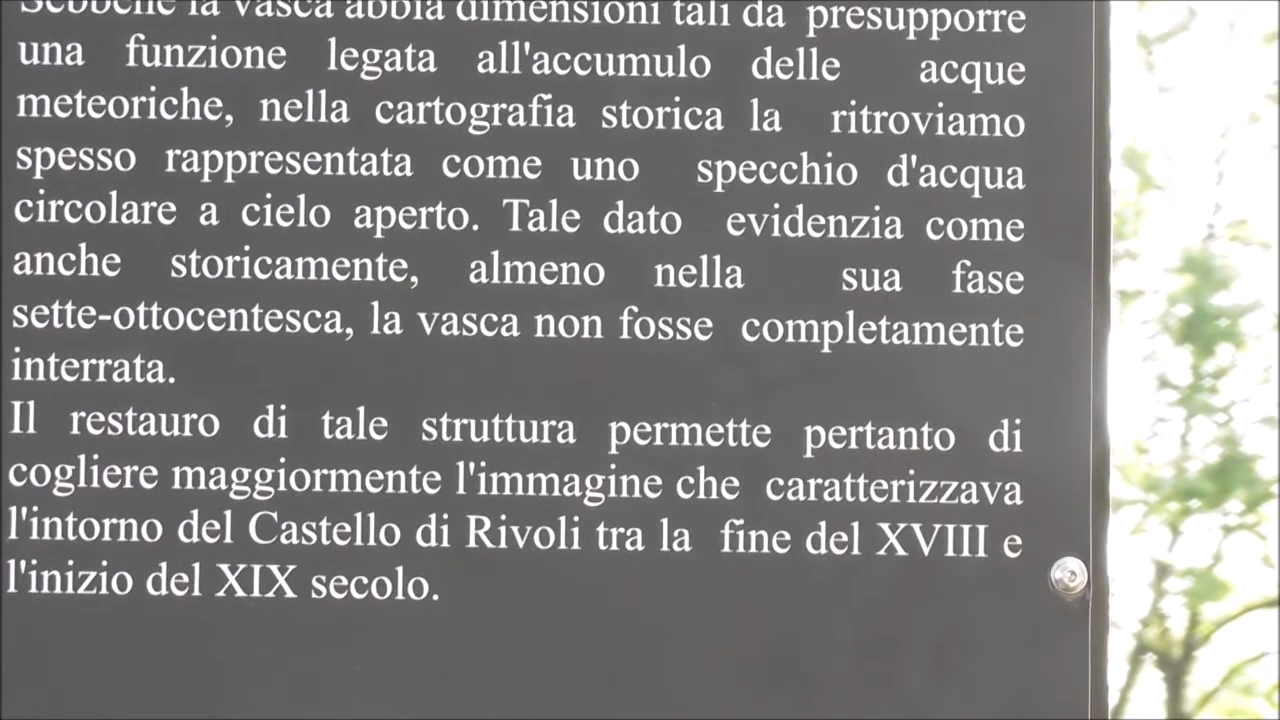 Sebbene la vasca abbia dimensioni tali da presupporre
una funzione legata all'accumulo delle acque
meteoriche, nella cartografia storica la ritroviamo
spesso rappresentata come uno specchio d'acqua
circolare a cielo aperto. Tale dato evidenzia come
anche storicamente, almeno nella sua fase
sette-ottocentesca, la vasca non fosse completamente
interrata.
Il restauro di tale struttura permette pertanto di
cogliere maggiormente l'immagine che caratterizzava
l'intorno del Castello di Rivoli tra la fine del XVIII e
l'inizio del XIX secolo.